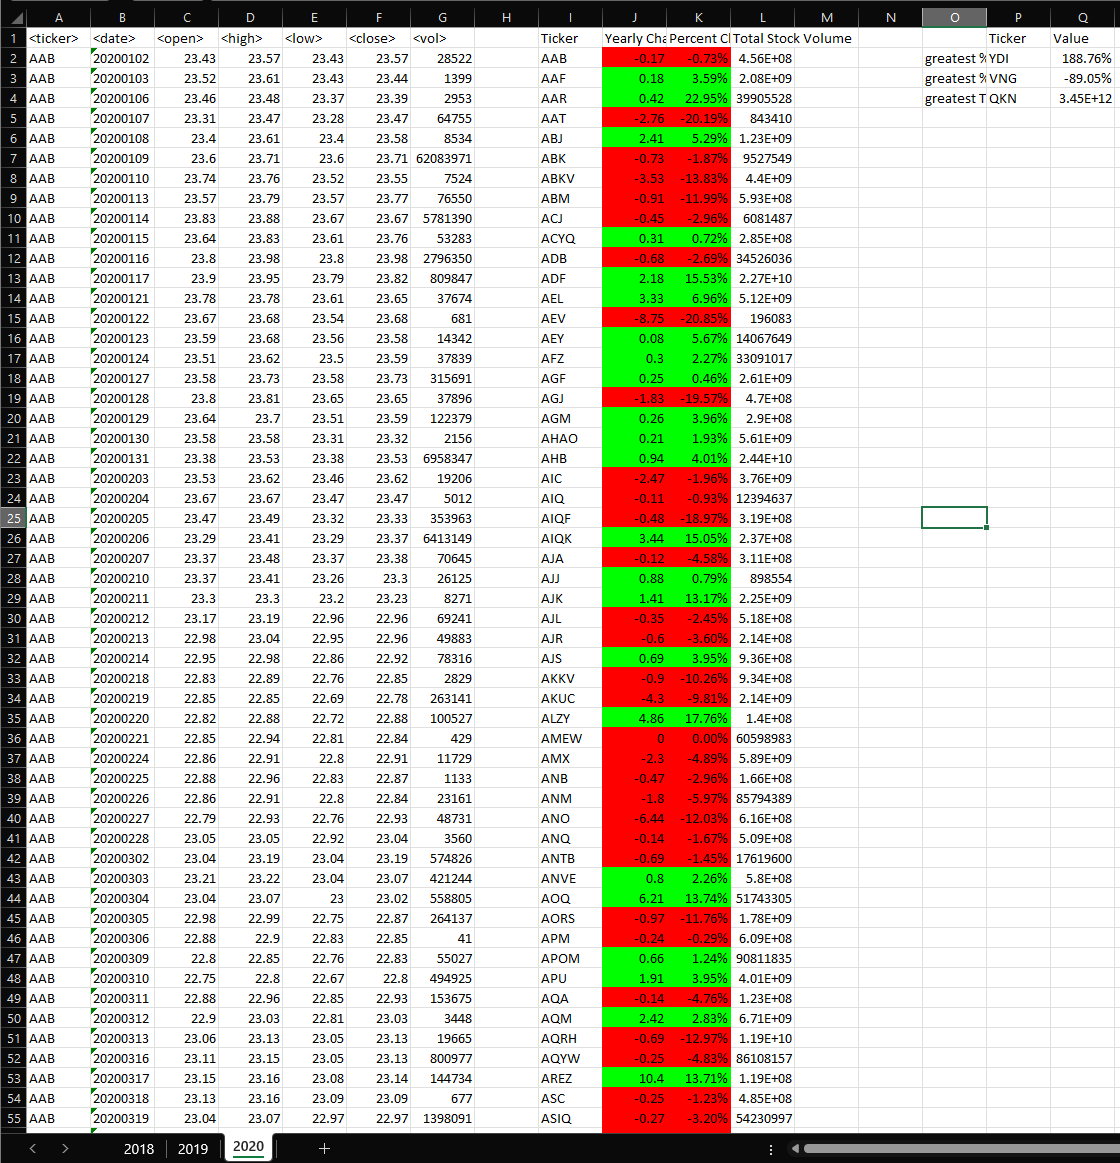 A B C D E F G H I J K L M N O P Q
1 <ticker> <date> <open> <high> <low> <close> <vol> Ticker Yearly Cha Percent C Total Stock Volume Ticker Value
2 AAB 20200102 23.43 23.57 23.43 23.57 28522 AAB -0.17 -0.73% 4.56E+08 greatest % YDI 188.76%
3 AAB 20200103 23.52 23.61 23.43 23.44 1399 AAF 0.18 3.59% 2.08E+09 greatest % VNG -89.05%
4 AAB 20200106 23.46 23.48 23.37 23.39 2953 AAR 0.42 22.95% 39905528 greatest T QKN 3.45E+12
5 AAB 20200107 23.31 23.47 23.28 23.47 64755 AAT -2.76 -20.19% 843410
6 AAB 20200108 23.4 23.61 23.4 23.58 8534 ABJ 2.41 5.29% 1.23E+09
7 AAB 20200109 23.6 23.71 23.6 23.71 62083971 ABK -0.73 -1.87% 9527549
8 AAB 20200110 23.74 23.76 23.52 23.55 7524 ABKV -3.53 -13.83% 4.4E+09
9 AAB 20200113 23.57 23.79 23.57 23.77 76550 ABM -0.91 -11.99% 5.93E+08
10 AAB 20200114 23.83 23.88 23.67 23.67 5781390 ACJ -0.45 -2.96% 6081487
11 AAB 20200115 23.64 23.83 23.61 23.76 53283 ACYQ 0.31 0.72% 2.85E+08
12 AAB 20200116 23.8 23.98 23.8 23.98 2796350 ADB -0.68 -2.69% 34526036
13 AAB 20200117 23.9 23.95 23.79 23.82 809847 ADF 2.18 15.53% 2.27E+10
14 AAB 20200121 23.78 23.78 23.61 23.65 37674 AEL 3.33 6.96% 5.12E+09
15 AAB 20200122 23.67 23.68 23.54 23.68 681 AEV -8.75 -20.85% 196083
16 AAB 20200123 23.59 23.68 23.56 23.58 14342 AEY 0.08 5.67% 14067649
17 AAB 20200124 23.51 23.62 23.5 23.59 37839 AFZ 0.3 2.27% 33091017
18 AAB 20200127 23.58 23.73 23.58 23.73 315691 AGF 0.25 0.46% 2.61E+09
19 AAB 20200128 23.8 23.81 23.65 23.65 37896 AGJ -1.83 -19.57% 4.7E+08
20 AAB 20200129 23.64 23.7 23.51 23.59 122379 AGM 0.26 3.96% 2.9E+08
21 AAB 20200130 23.58 23.58 23.31 23.32 2156 AHAO 0.21 1.93% 5.61E+09
22 AAB 20200131 23.38 23.53 23.38 23.53 6958347 AHB 0.94 4.01% 2.44E+10
23 AAB 20200203 23.53 23.62 23.46 23.62 19206 AIC -2.47 -1.96% 3.76E+09
24 AAB 20200204 23.67 23.67 23.47 23.47 5012 AIQ -0.11 -0.93% 12394637
25 AAB 20200205 23.47 23.49 23.32 23.33 353963 AIQF -0.48 -18.97% 3.19E+08
26 AAB 20200206 23.29 23.41 23.29 23.37 6413149 AIQK 3.44 15.05% 2.37E+08
27 AAB 20200207 23.37 23.48 23.37 23.38 70645 AJA -0.12 -4.58% 3.11E+08
28 AAB 20200210 23.37 23.41 23.26 23.3 26125 AJJ 0.88 0.79% 898554
29 AAB 20200211 23.3 23.3 23.2 23.23 8271 AJK 1.41 13.17% 2.25E+09
30 AAB 20200212 23.17 23.19 22.96 22.96 69241 AJL -0.35 -2.45% 5.18E+08
31 AAB 20200213 22.98 23.04 22.95 22.96 49883 AJR -0.6 -3.60% 2.14E+08
32 AAB 20200214 22.95 22.98 22.86 22.92 78316 AJS 0.69 3.95% 9.36E+08
33 AAB 20200218 22.83 22.89 22.76 22.85 2829 AKKV -0.9 -10.26% 9.34E+08
34 AAB 20200219 22.85 22.85 22.69 22.78 263141 AKUC -4.3 -9.81% 2.14E+09
35 AAB 20200220 22.82 22.88 22.72 22.88 100527 ALZY 4.86 17.76% 1.4E+08
36 AAB 20200221 22.85 22.94 22.81 22.84 429 AMEW 0 0.00% 60598983
37 AAB 20200224 22.86 22.91 22.8 22.91 11729 AMX -2.3 -4.89% 5.89E+09
38 AAB 20200225 22.88 22.96 22.83 22.87 1133 ANB -0.47 -2.96% 1.66E+08
39 AAB 20200226 22.86 22.91 22.8 22.84 23161 ANM -1.8 -5.97% 85794389
40 AAB 20200227 22.79 22.93 22.76 22.93 48731 ANO -6.44 -12.03% 6.16E+08
41 AAB 20200228 23.05 23.05 22.92 23.04 3560 ANQ -0.14 -1.67% 5.09E+08
42 AAB 20200302 23.04 23.19 23.04 23.19 574826 ANTB -0.69 -1.45% 17619600
43 AAB 20200303 23.21 23.22 23.04 23.07 421244 ANVE 0.8 2.26% 5.8E+08
44 AAB 20200304 23.04 23.07 23 23.02 558805 AOQ 6.21 13.74% 51743305
45 AAB 20200305 22.98 22.99 22.75 22.87 264137 AORS -0.97 -11.76% 1.78E+09
46 AAB 20200306 22.88 22.9 22.83 22.85 41 APM -0.24 -0.29% 6.09E+08
47 AAB 20200309 22.8 22.85 22.76 22.83 55027 APOM 0.66 1.24% 90811835
48 AAB 20200310 22.75 22.8 22.67 22.8 494925 APU 1.91 3.95% 4.01E+09
49 AAB 20200311 22.88 22.96 22.85 22.93 153675 AQA -0.14 -4.76% 1.23E+08
50 AAB 20200312 22.9 23.03 22.81 23.03 3448 AQM 2.42 2.83% 6.71E+09
51 AAB 20200313 23.06 23.13 23.05 23.13 19665 AQRH -0.69 -12.97% 1.19E+10
52 AAB 20200316 23.11 23.15 23.05 23.13 800977 AQYW -0.25 -4.83% 86108157
53 AAB 20200317 23.15 23.16 23.08 23.14 144734 AREZ 10.4 13.71% 1.19E+08
54 AAB 20200318 23.13 23.16 23.09 23.09 677 ASC -0.25 -1.23% 4.85E+08
55 AAB 20200319 23.04 23.07 22.97 22.97 1398091 ASIQ -0.27 -3.20% 54230997
2018 2019 2020